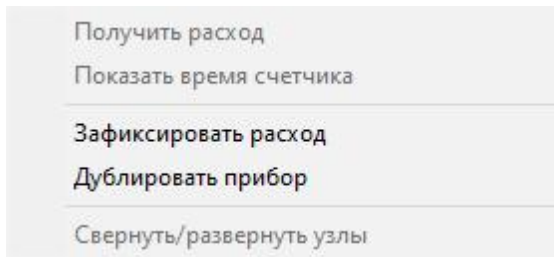 Получить расход
Показать время счетчика
Зафиксировать расход
Дублировать прибор
Свернуть/развернуть узлы